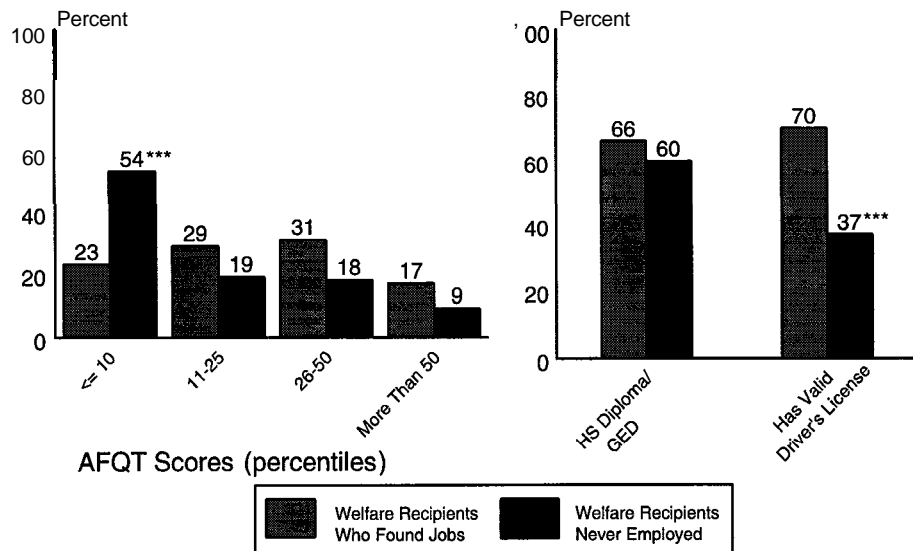 Percent
100
80
60
40
20
0
23
54***
29
19
31
18
17
9
<= 10
11-25
26-50
More Than 50
AFQT Scores (percentiles)
Percent
, 00
80
60
40
20
0
66
60
70
37***
HS Diploma/
GED
Has Valid
Driver's License
Welfare Recipients
Who Found Jobs
Welfare Recipients
Never Employed